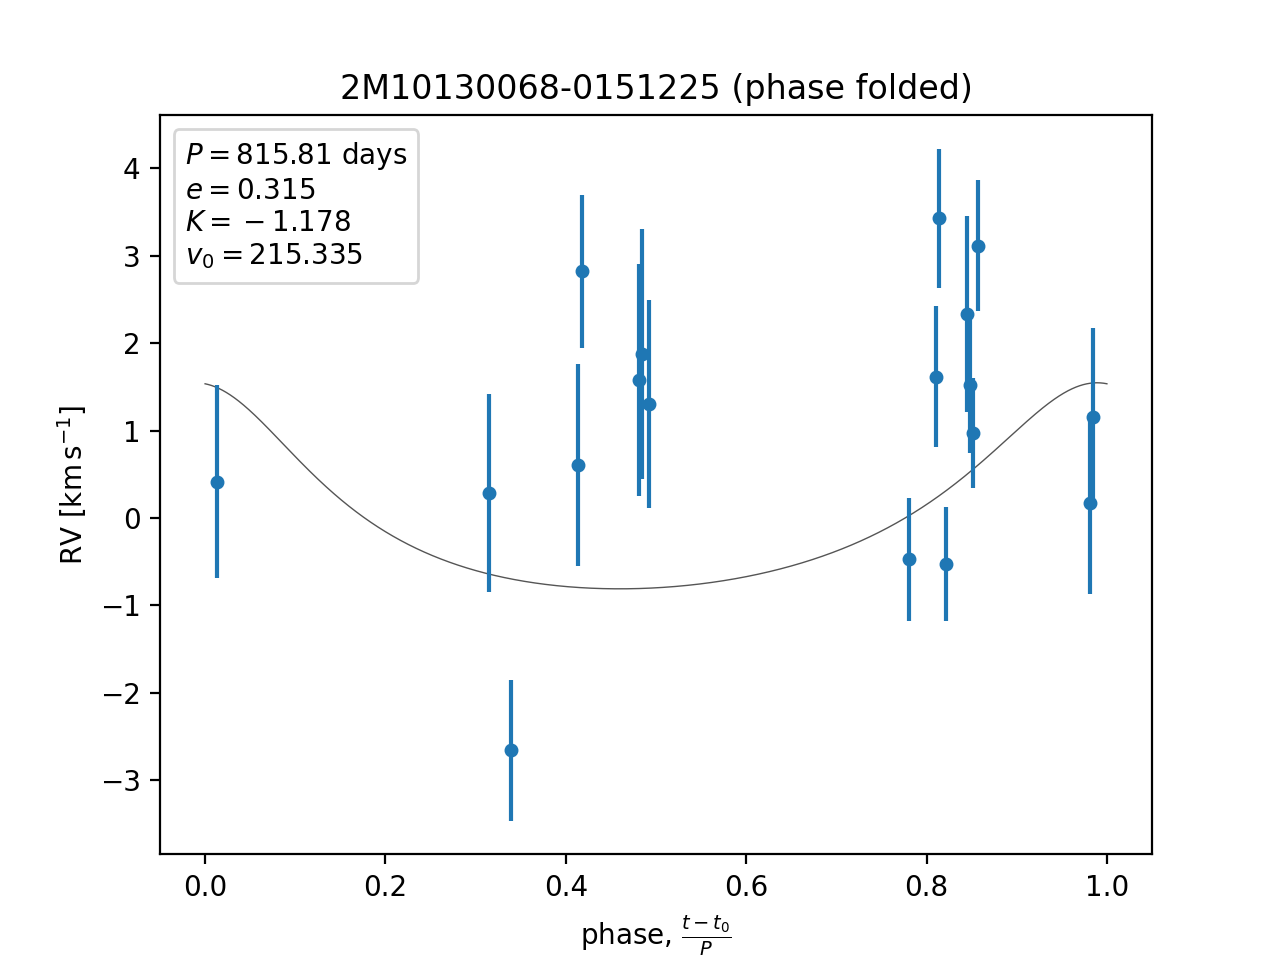 2M10130068-0151225 (phase folded)
P = 815.81 days
e = 0.315
K = −1.178
v₀ = 215.335
4
3
2
1
0
−1
−2
−3
RV [km s⁻¹]
0.0 0.2 0.4 0.6 0.8 1.0
phase, (t − t₀)/P